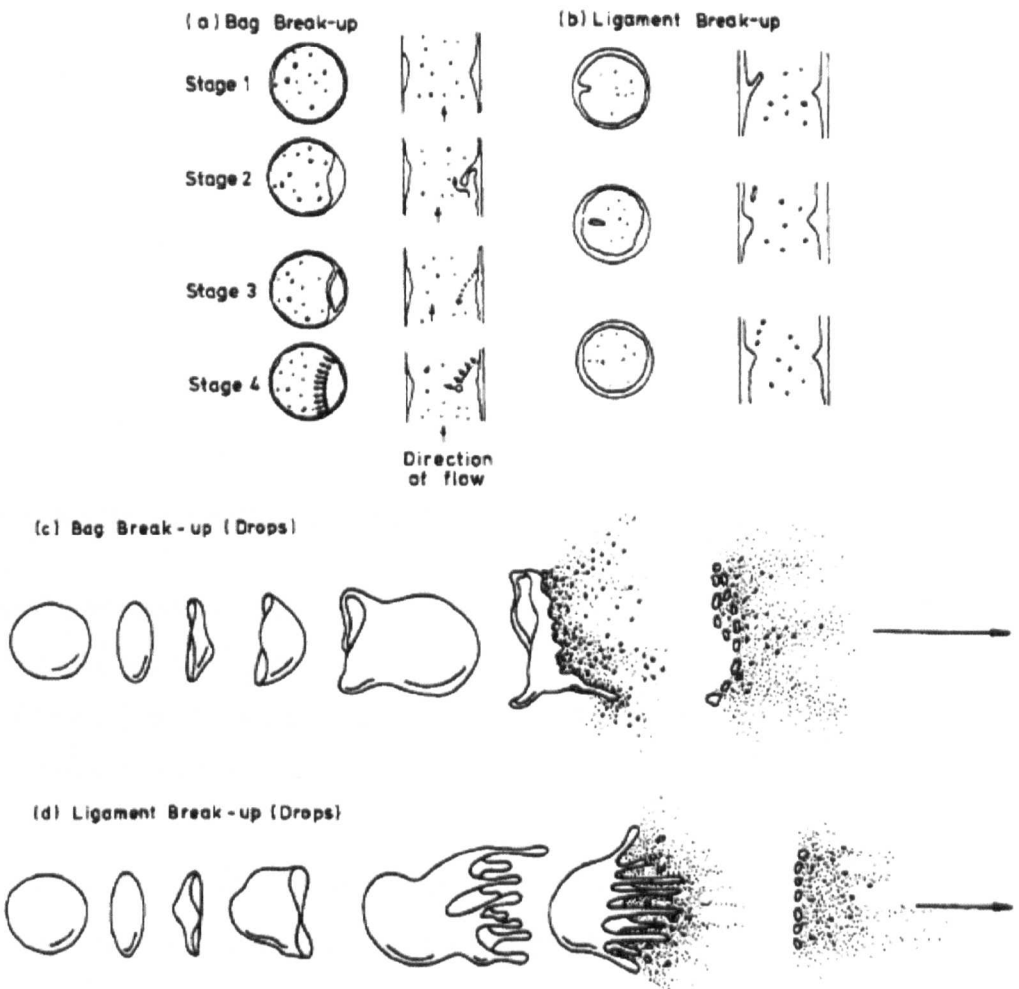 (a) Bag Break-up
(b) Ligament Break-up
Stage 1
Stage 2
Stage 3
Stage 4
Direction
of flow
(c) Bag Break-up (Drops)
(d) Ligament Break-up (Drops)